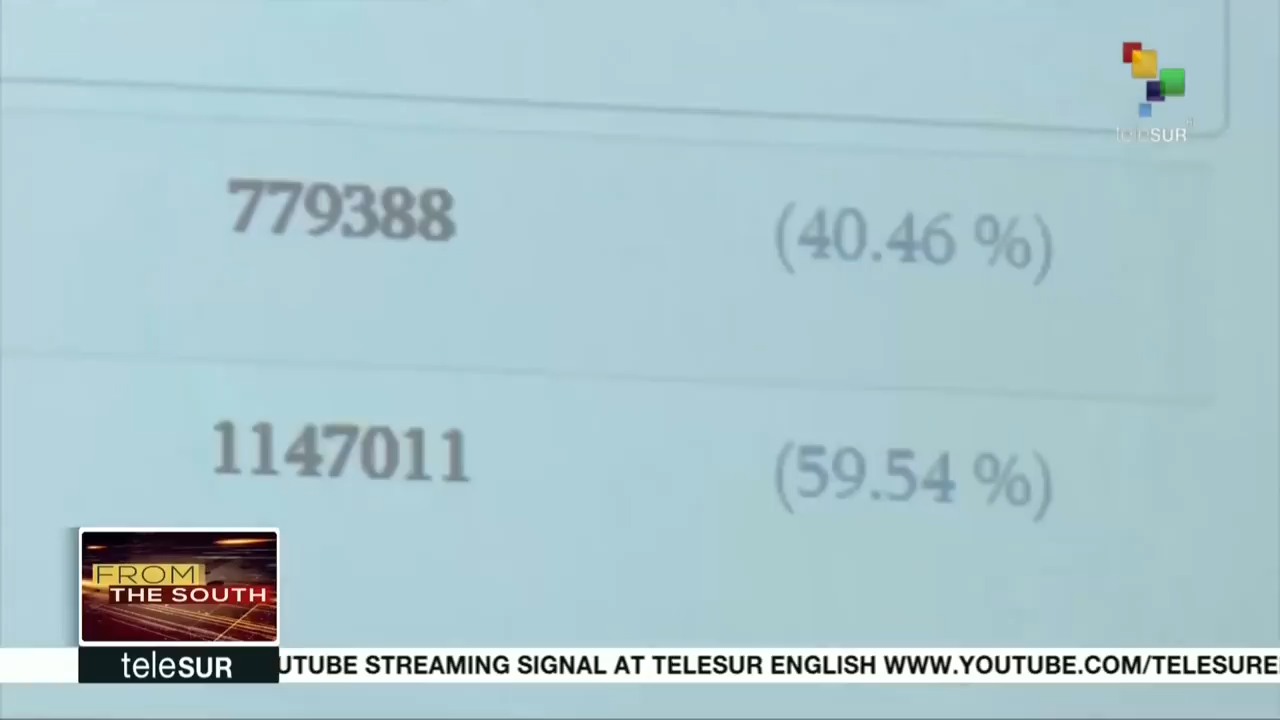 teleSUR
779388 (40.46 %)
1147011 (59.54 %)
FROM
THE SOUTH
teleSUR UTUBE STREAMING SIGNAL AT TELESUR ENGLISH WWW.YOUTUBE.COM/TELESURE